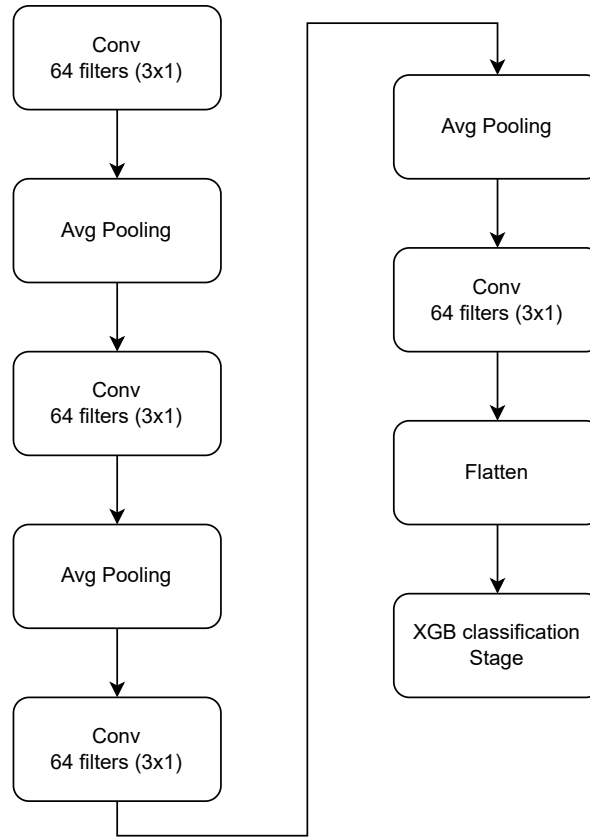 Conv
64 filters (3x1)
Avg Pooling
Conv
64 filters (3x1)
Avg Pooling
Conv
64 filters (3x1)
Avg Pooling
Conv
64 filters (3x1)
Flatten
XGB classification
Stage